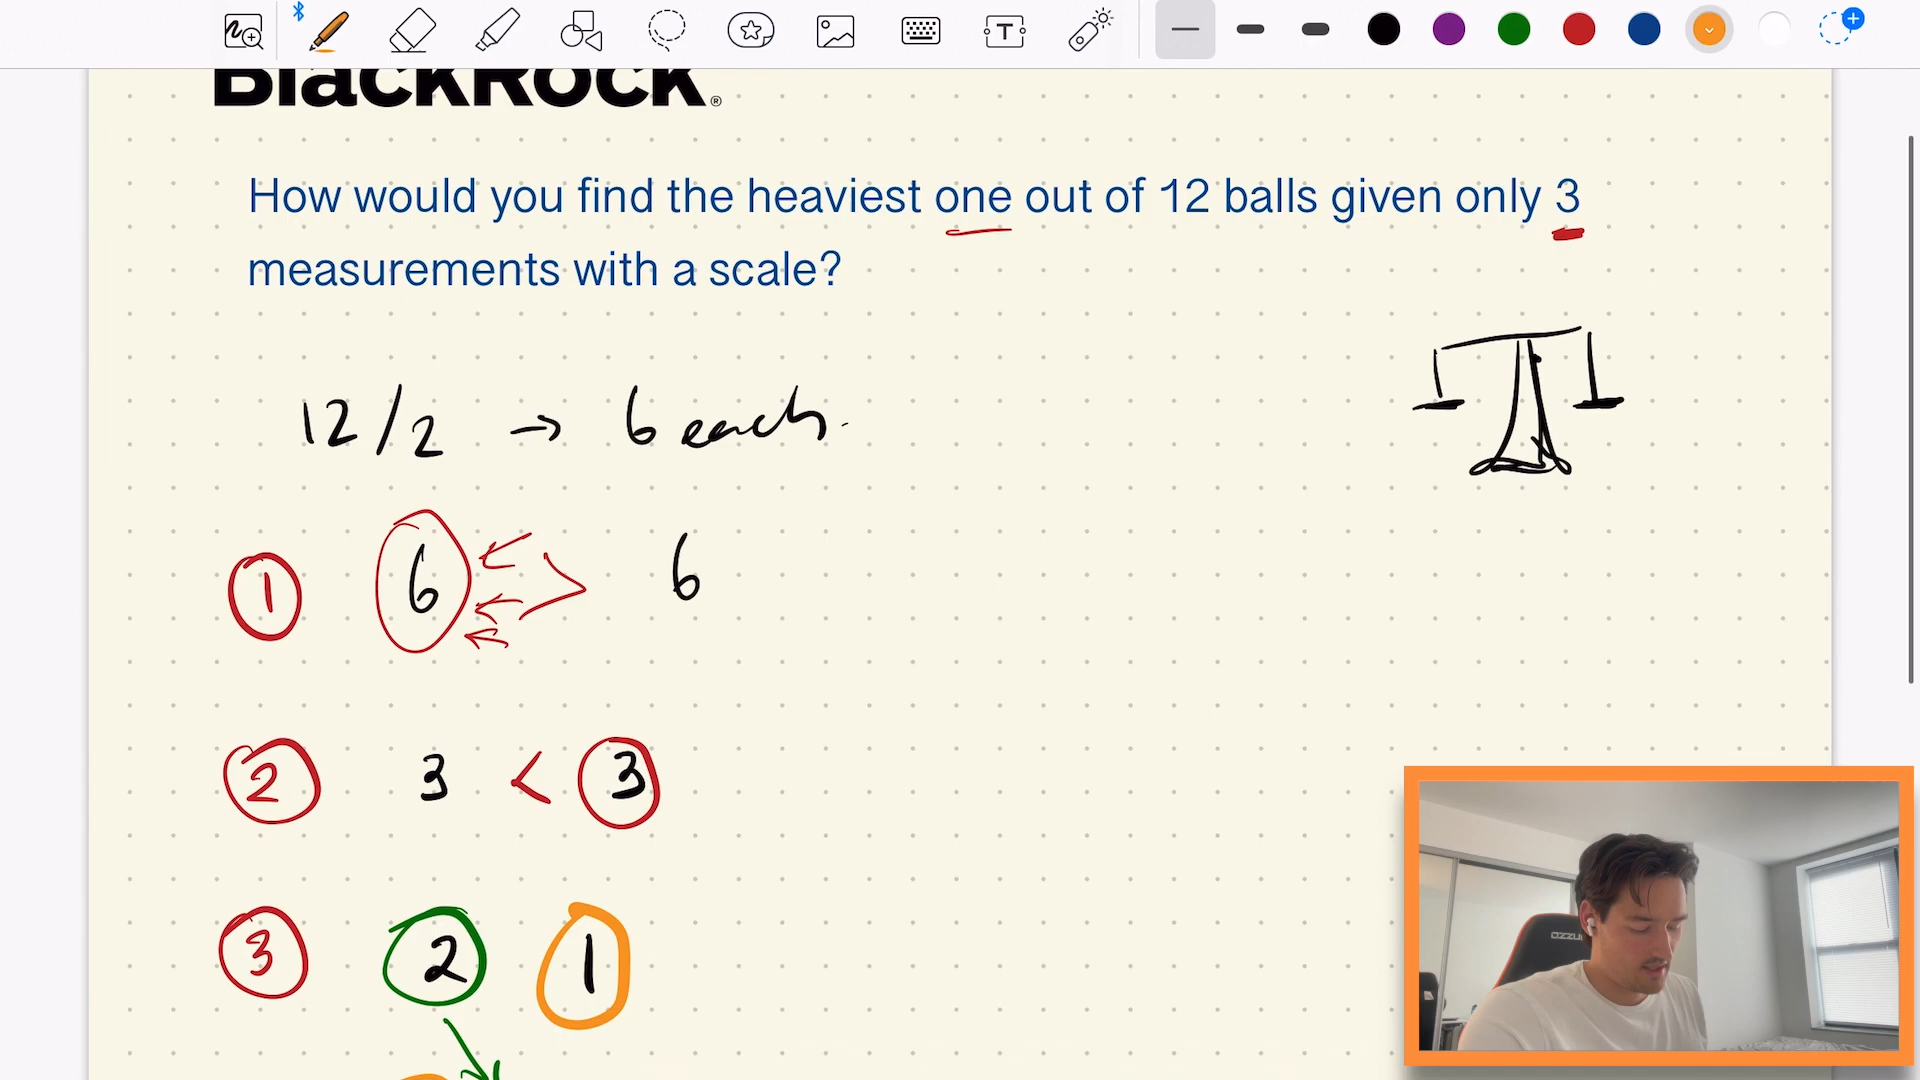 BlackRock®
How would you find the heaviest one out of 12 balls given only 3
measurements with a scale?
12/2 → 6 each.
1 6 > 6
2 3 < 3
3 2 1
T
OZZU